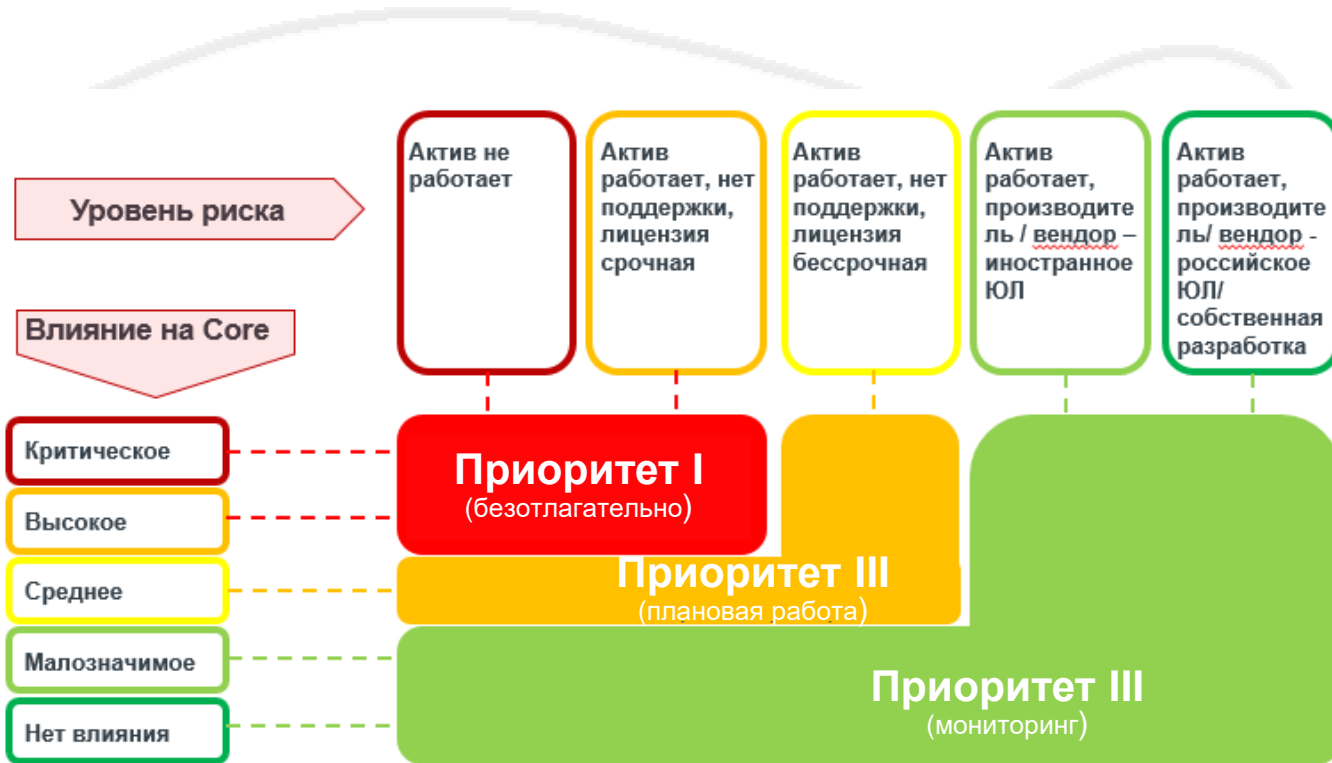 Уровень риска
Влияние на Core
Актив не
работает
Актив
работает, нет
поддержки,
лицензия
срочная
Актив
работает, нет
поддержки,
лицензия
бессрочная
Актив
работает,
производите
ль / вендор –
иностранное
ЮЛ
Актив
работает,
производите
ль/ вендор -
российское
ЮЛ/
собственная
разработка
Критическое
Высокое
Среднее
Малозначимое
Нет влияния
Приоритет I
(безотлагательно)
Приоритет III
(плановая работа)
Приоритет III
(мониторинг)